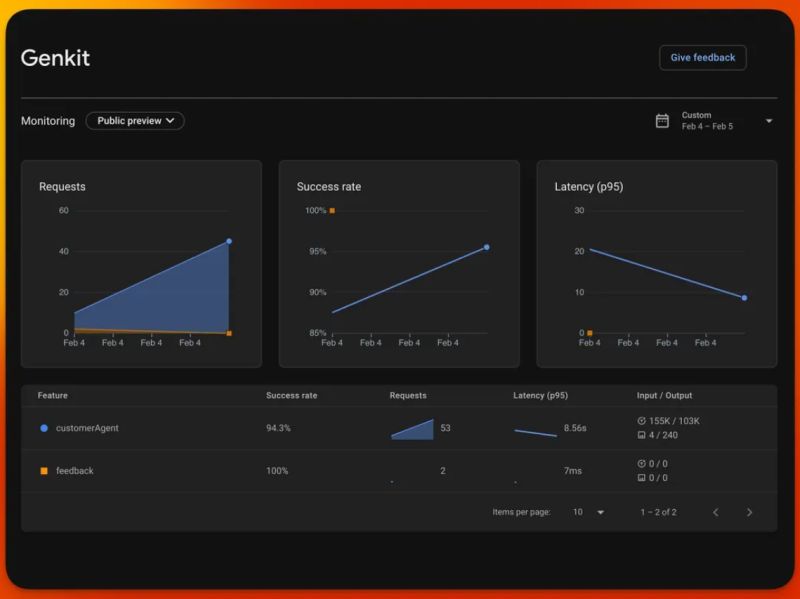 Genkit
Give feedback
Monitoring
Public preview
Custom
Feb 4 – Feb 5
Requests
60
40
20
0
Feb 4 Feb 4 Feb 4 Feb 4
Success rate
100%
95%
90%
85%
Feb 4 Feb 4 Feb 4 Feb 4
Latency (p95)
30
20
10
0
Feb 4 Feb 4 Feb 4 Feb 4
Feature Success rate Requests Latency (p95) Input / Output
customerAgent 94.3% 53 8.56s 155K / 103K
4 / 240
feedback 100% 2 7ms 0 / 0
0 / 0
Items per page: 10 1 – 2 of 2